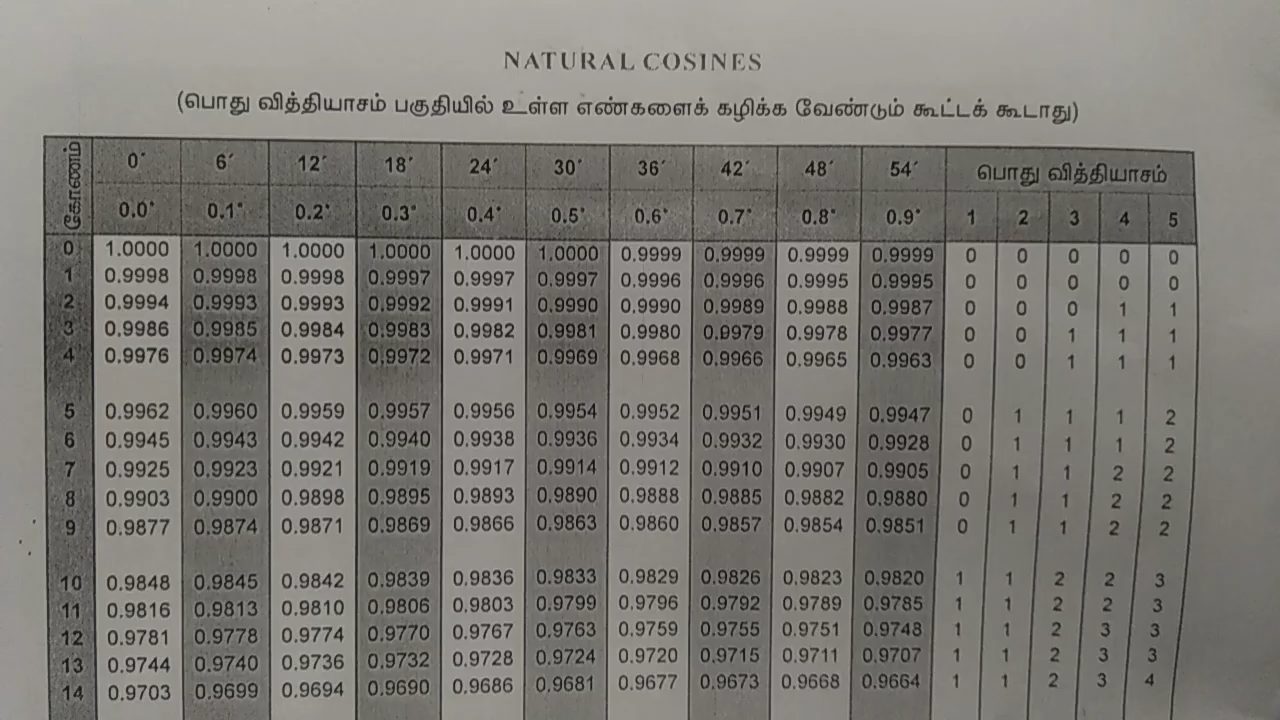 NATURAL COSINES
(பொது வித்தியாசம் பகுதியில் உள்ள எண்களைக் கழிக்க வேண்டும் கூட்டக் கூடாது)
கோணம் 0′ 6′ 12′ 18′ 24′ 30′ 36′ 42′ 48′ 54′ பொது வித்தியாசம்
0.0° 0.1° 0.2° 0.3° 0.4° 0.5° 0.6° 0.7° 0.8° 0.9° 1 2 3 4 5
0 1.0000 1.0000 1.0000 1.0000 1.0000 1.0000 0.9999 0.9999 0.9999 0.9999 0 0 0 0 0
1 0.9998 0.9998 0.9998 0.9997 0.9997 0.9997 0.9996 0.9996 0.9995 0.9995 0 0 0 0 0
2 0.9994 0.9993 0.9993 0.9992 0.9991 0.9990 0.9990 0.9989 0.9988 0.9987 0 0 0 1 1
3 0.9986 0.9985 0.9984 0.9983 0.9982 0.9981 0.9980 0.9979 0.9978 0.9977 0 0 1 1 1
4 0.9976 0.9974 0.9973 0.9972 0.9971 0.9969 0.9968 0.9966 0.9965 0.9963 0 0 1 1 1
5 0.9962 0.9960 0.9959 0.9957 0.9956 0.9954 0.9952 0.9951 0.9949 0.9947 0 1 1 1 2
6 0.9945 0.9943 0.9942 0.9940 0.9938 0.9936 0.9934 0.9932 0.9930 0.9928 0 1 1 1 2
7 0.9925 0.9923 0.9921 0.9919 0.9917 0.9914 0.9912 0.9910 0.9907 0.9905 0 1 1 2 2
8 0.9903 0.9900 0.9898 0.9895 0.9893 0.9890 0.9888 0.9885 0.9882 0.9880 0 1 1 2 2
9 0.9877 0.9874 0.9871 0.9869 0.9866 0.9863 0.9860 0.9857 0.9854 0.9851 0 1 1 2 2
10 0.9848 0.9845 0.9842 0.9839 0.9836 0.9833 0.9829 0.9826 0.9823 0.9820 1 1 2 2 3
11 0.9816 0.9813 0.9810 0.9806 0.9803 0.9799 0.9796 0.9792 0.9789 0.9785 1 1 2 2 3
12 0.9781 0.9778 0.9774 0.9770 0.9767 0.9763 0.9759 0.9755 0.9751 0.9748 1 1 2 3 3
13 0.9744 0.9740 0.9736 0.9732 0.9728 0.9724 0.9720 0.9715 0.9711 0.9707 1 1 2 3 3
14 0.9703 0.9699 0.9694 0.9690 0.9686 0.9681 0.9677 0.9673 0.9668 0.9664 1 1 2 3 4